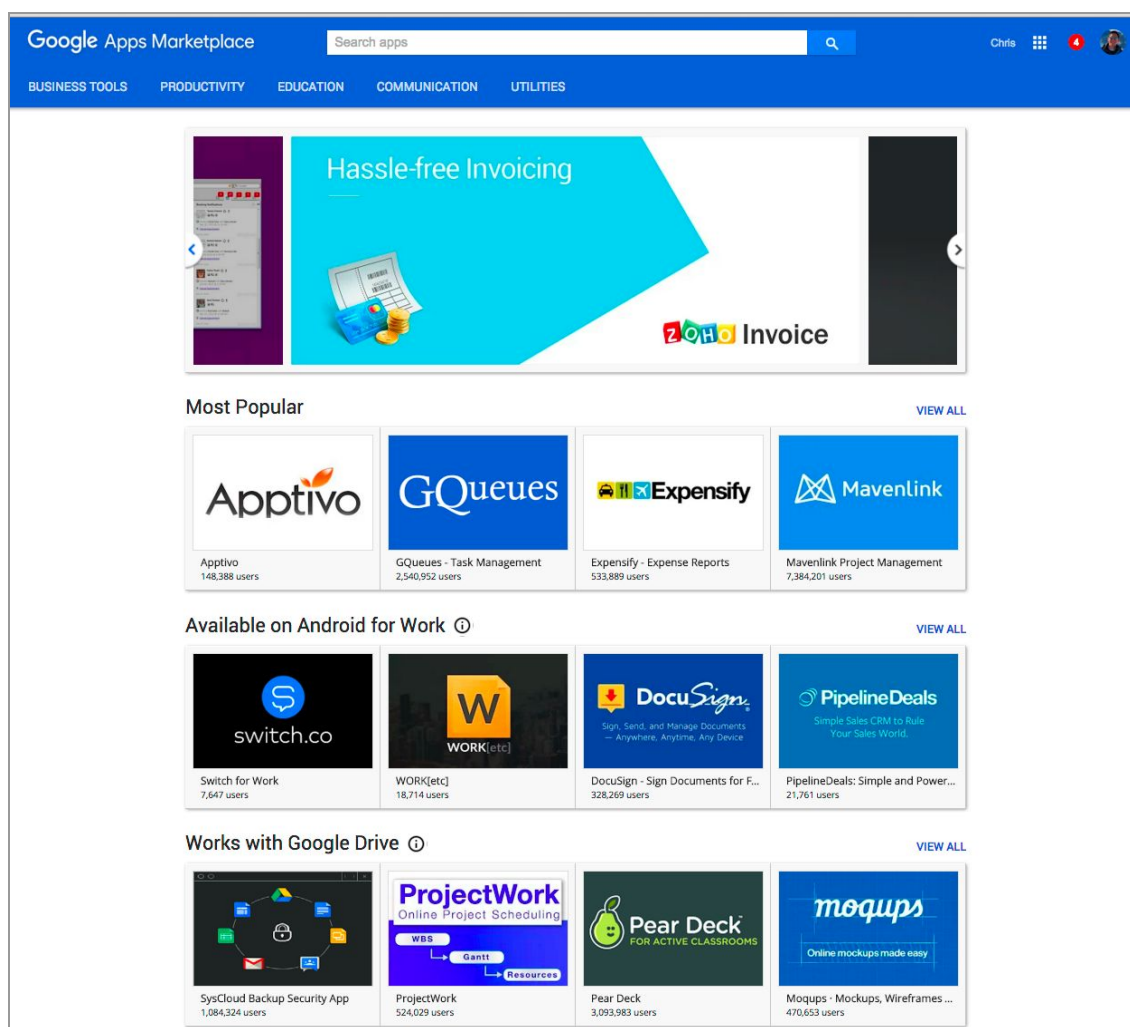 Google Apps Marketplace
Search apps
Chris
4
BUSINESS TOOLS PRODUCTIVITY EDUCATION COMMUNICATION UTILITIES
Hassle-free Invoicing
ZOHO Invoice
Most Popular
VIEW ALL
Apptivo
GQueues
Expensify
Mavenlink
Apptivo
148,388 users
GQueues - Task Management
2,540,952 users
Expensify - Expense Reports
533,889 users
Mavenlink Project Management
7,384,201 users
Available on Android for Work
VIEW ALL
switch.co
W
WORK[etc]
DocuSign
Sign, Send, and Manage Documents
— Anywhere, Anytime, Any Device
PipelineDeals
Simple Sales CRM to Rule
Your Sales World.
Switch for Work
7,647 users
WORK[etc]
18,714 users
DocuSign - Sign Documents for F...
328,269 users
PipelineDeals: Simple and Power...
21,761 users
Works with Google Drive
VIEW ALL
ProjectWork
Online Project Scheduling
WBS
Gantt
Resources
Pear Deck
FOR ACTIVE CLASSROOMS
moqups
Online mockups made easy
SysCloud Backup Security App
1,084,324 users
ProjectWork
524,029 users
Pear Deck
3,093,983 users
Moqups · Mockups, Wireframes ...
470,653 users